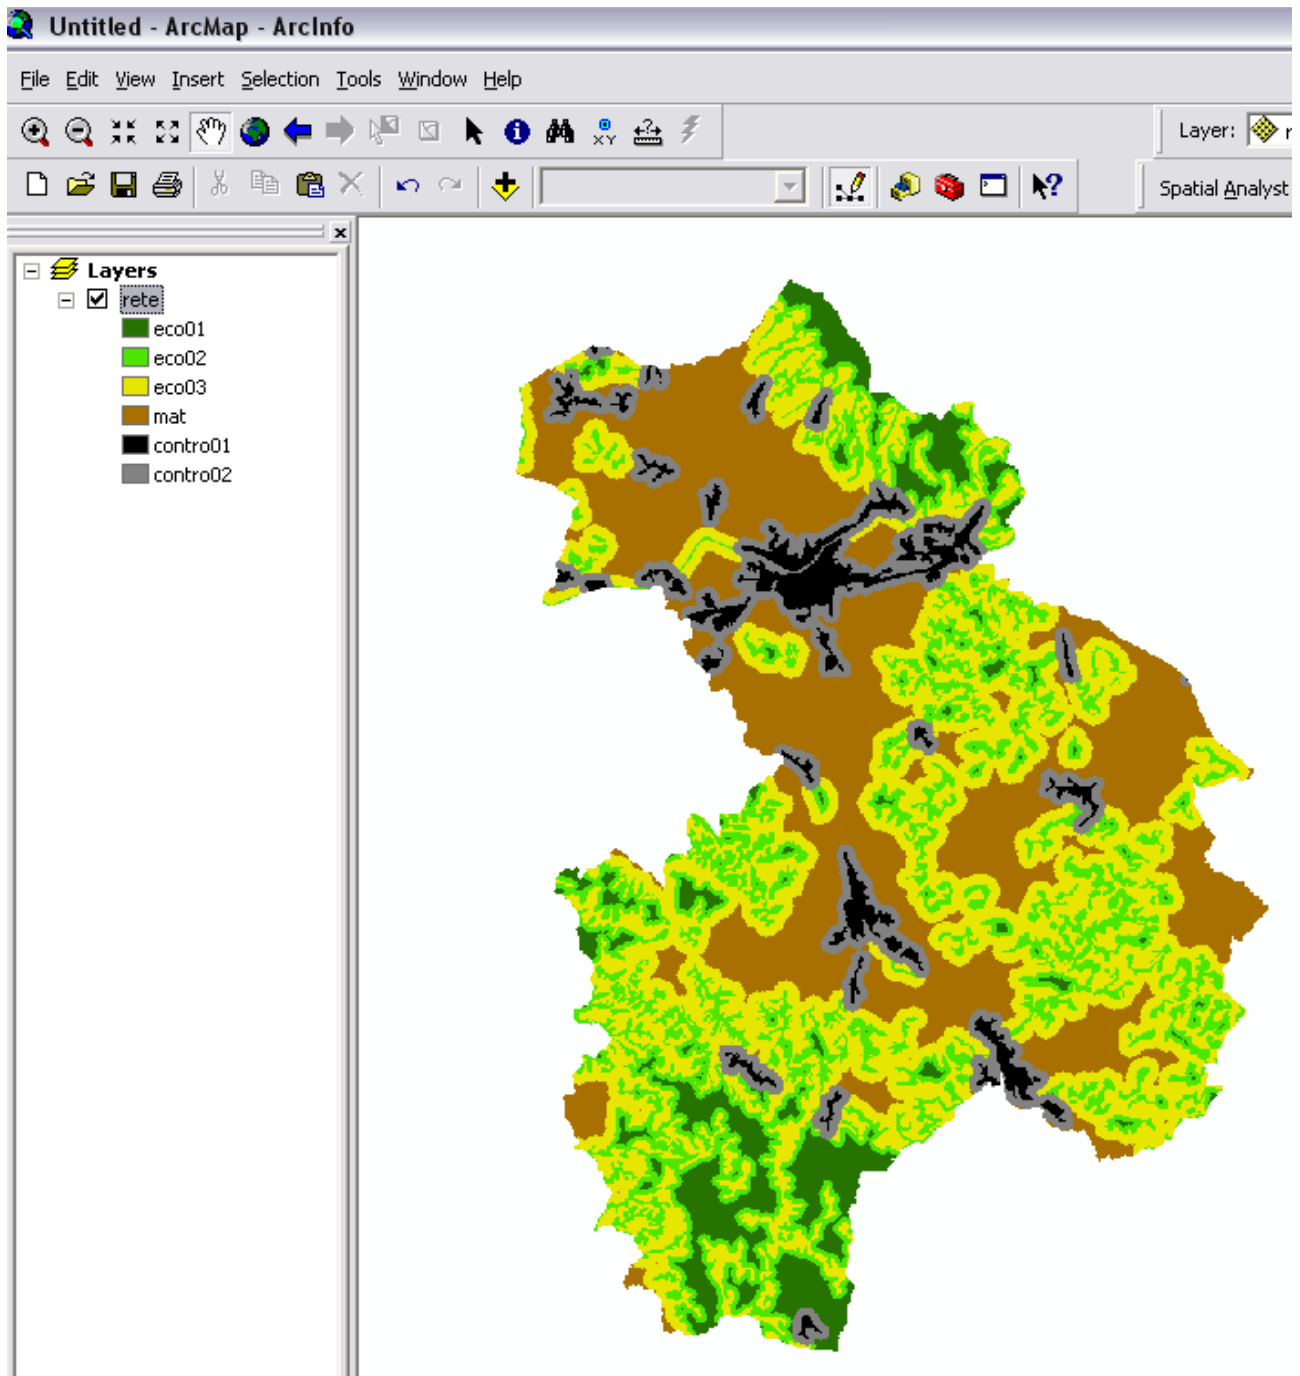 Untitled - ArcMap - ArcInfo
File Edit View Insert Selection Tools Window Help
XY
Layer:
Spatial Analyst
Layers
rete
eco01
eco02
eco03
mat
contro01
contro02